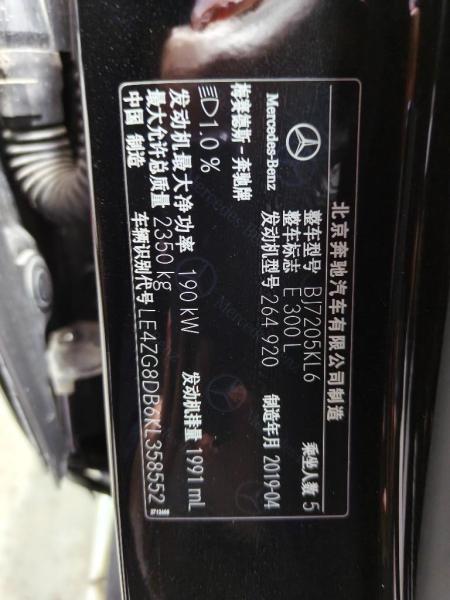 北京奔驰汽车有限公司制造
Mercedes-Benz
梅赛德斯-奔驰牌
整车型号 BJ7205KL6 乘坐人数 5
整车标志 E 300 L
发动机型号 264 920 制造年月 2019-04
1.0 %
发动机最大净功率 190 kW 发动机排量 1991 mL
最大允许总质量 2350 kg
中国 制造 车辆识别代号 LE4ZG8DB6KL358552